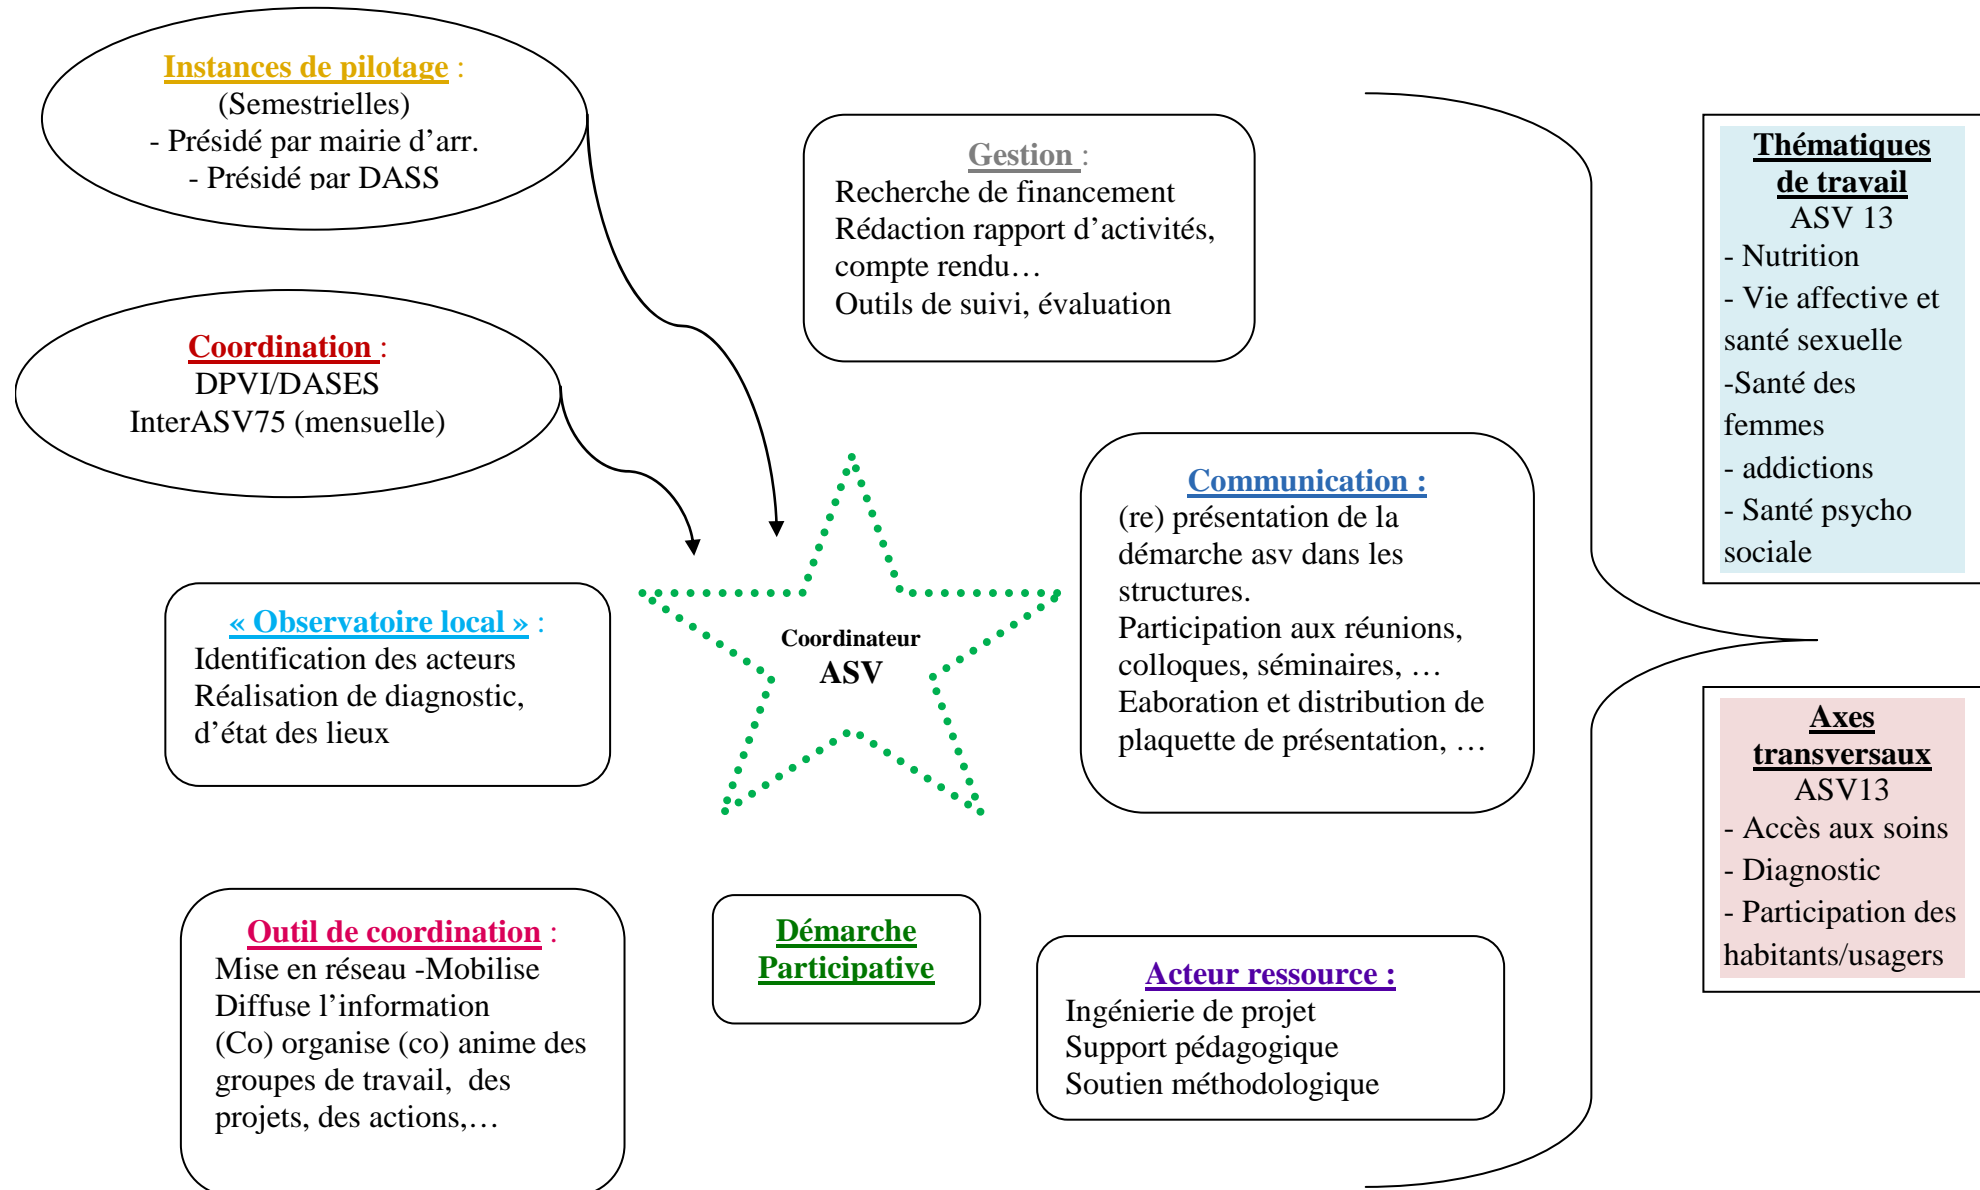 Instances de pilotage :
(Semestrielles)
- Présidé par mairie d’arr.
- Présidé par DASS
Coordination :
DPVI/DASES
InterASV75 (mensuelle)
Gestion :
Recherche de financement
Rédaction rapport d’activités,
compte rendu…
Outils de suivi, évaluation
« Observatoire local » :
Identification des acteurs
Réalisation de diagnostic,
d’état des lieux
Coordinateur
ASV
Communication :
(re) présentation de la
démarche asv dans les
structures.
Participation aux réunions,
colloques, séminaires, …
Eaboration et distribution de
plaquette de présentation, …
Outil de coordination :
Mise en réseau -Mobilise
Diffuse l’information
(Co) organise (co) anime des
groupes de travail, des
projets, des actions,…
Démarche
Participative
Acteur ressource :
Ingénierie de projet
Support pédagogique
Soutien méthodologique
Thématiques
de travail
ASV 13
- Nutrition
- Vie affective et
santé sexuelle
-Santé des
femmes
- addictions
- Santé psycho
sociale
Axes
transversaux
ASV13
- Accès aux soins
- Diagnostic
- Participation des
habitants/usagers